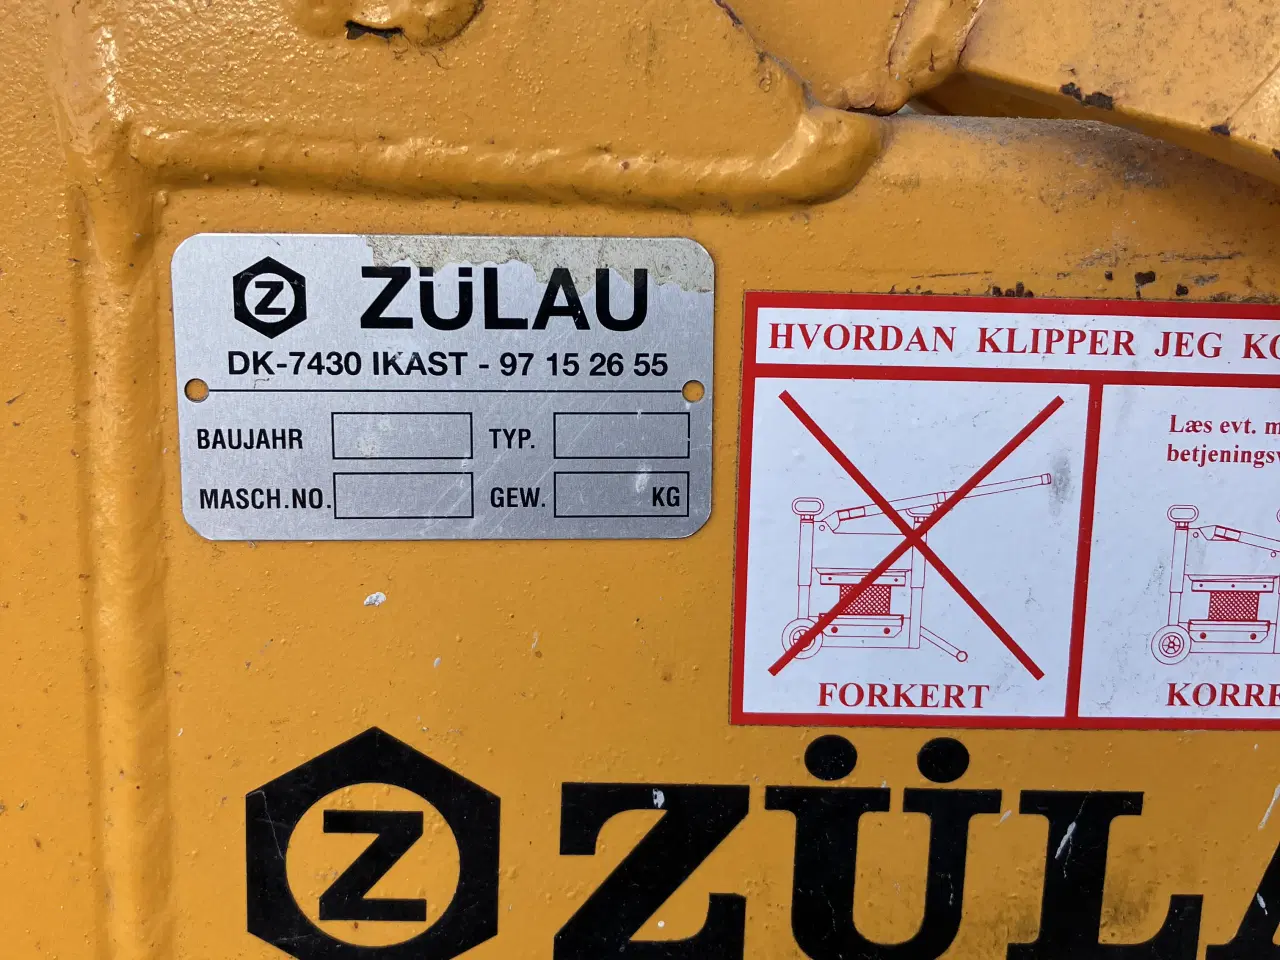 Z ZÜLAU
DK-7430 IKAST - 97 15 26 55
BAUJAHR TYP.
MASCH.NO. GEW. KG
HVORDAN KLIPPER JEG
Læs evt.
FORKERT
Z ZÜL